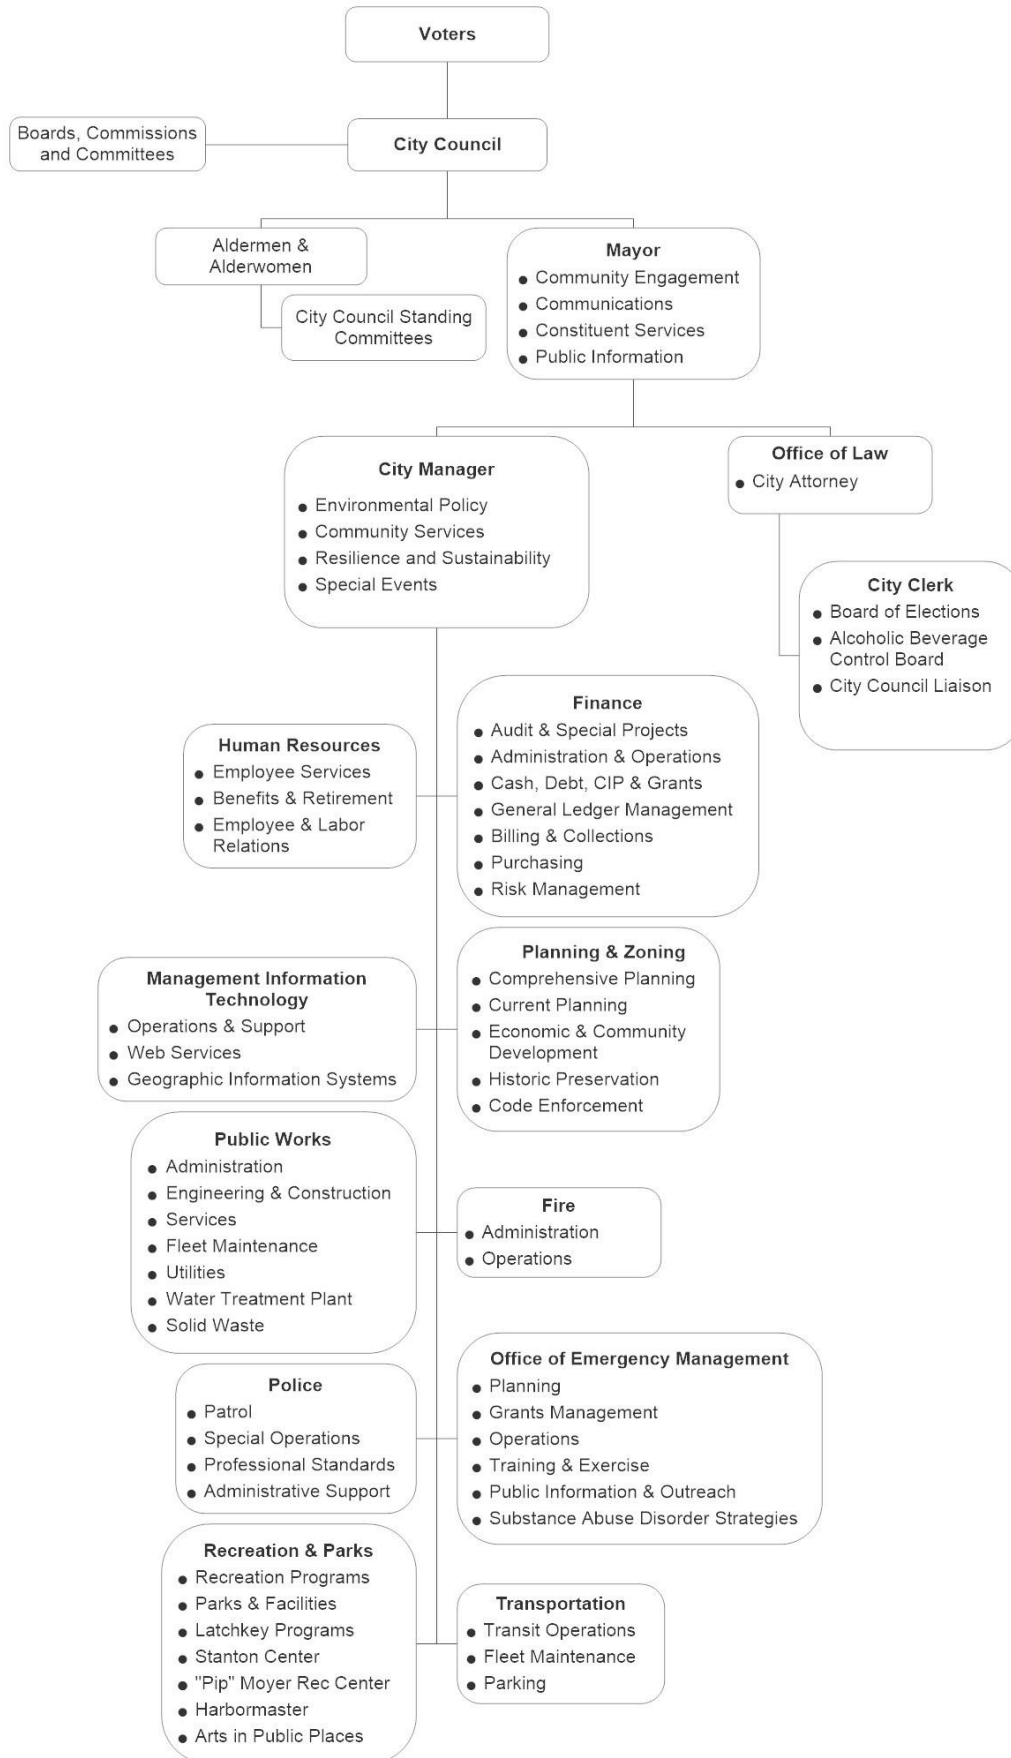 Voters
Boards, Commissions
and Committees
City Council
Aldermen &
Alderwomen
City Council Standing
Committees
Mayor
● Community Engagement
● Communications
● Constituent Services
● Public Information
City Manager
● Environmental Policy
● Community Services
● Resilience and Sustainability
● Special Events
Office of Law
● City Attorney
City Clerk
● Board of Elections
● Alcoholic Beverage
Control Board
● City Council Liaison
Human Resources
● Employee Services
● Benefits & Retirement
● Employee & Labor
Relations
Finance
● Audit & Special Projects
● Administration & Operations
● Cash, Debt, CIP & Grants
● General Ledger Management
● Billing & Collections
● Purchasing
● Risk Management
Management Information
Technology
● Operations & Support
● Web Services
● Geographic Information Systems
Planning & Zoning
● Comprehensive Planning
● Current Planning
● Economic & Community
Development
● Historic Preservation
● Code Enforcement
Public Works
● Administration
● Engineering & Construction
● Services
● Fleet Maintenance
● Utilities
● Water Treatment Plant
● Solid Waste
Fire
● Administration
● Operations
Police
● Patrol
● Special Operations
● Professional Standards
● Administrative Support
Office of Emergency Management
● Planning
● Grants Management
● Operations
● Training & Exercise
● Public Information & Outreach
● Substance Abuse Disorder Strategies
Recreation & Parks
● Recreation Programs
● Parks & Facilities
● Latchkey Programs
● Stanton Center
● "Pip" Moyer Rec Center
● Harbormaster
● Arts in Public Places
Transportation
● Transit Operations
● Fleet Maintenance
● Parking